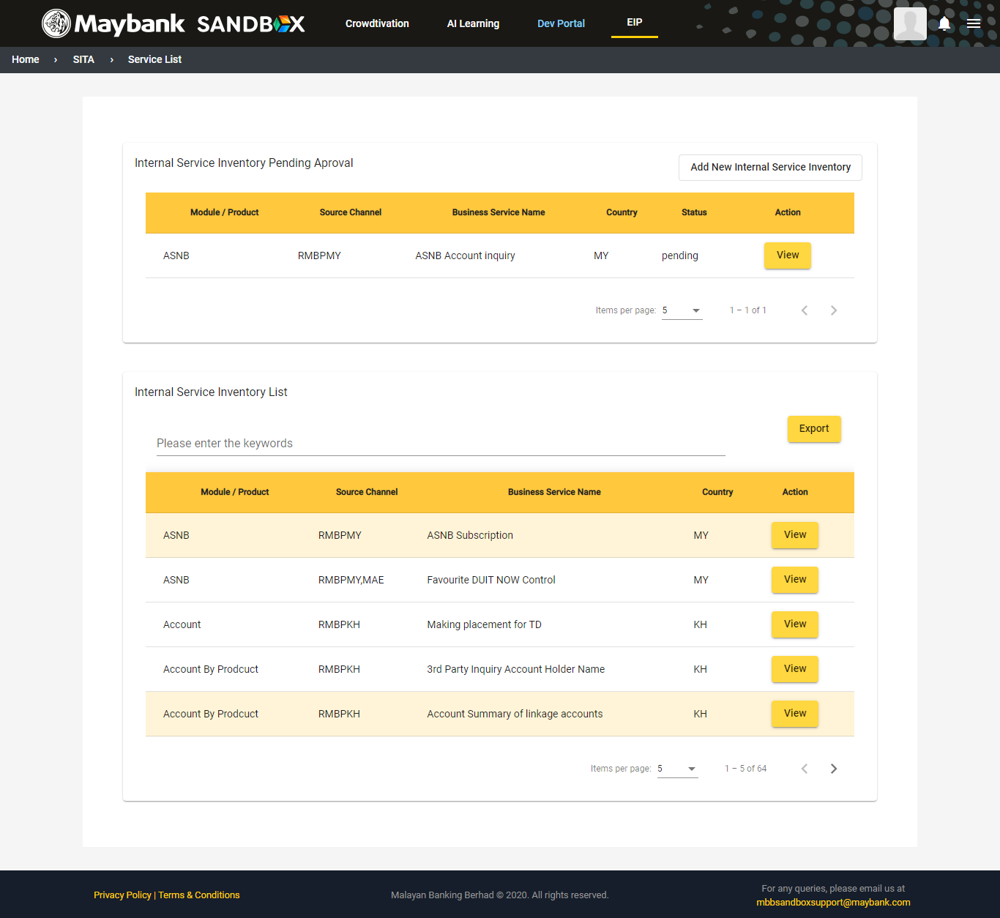 Maybank SANDBOX Crowdtivation AI Learning Dev Portal EIP
Home › SITA › Service List
Internal Service Inventory Pending Aproval
Add New Internal Service Inventory
Module / Product Source Channel Business Service Name Country Status Action
ASNB RMBPMY ASNB Account inquiry MY pending View
Items per page: 5 1 – 1 of 1
Internal Service Inventory List
Export
Please enter the keywords
Module / Product Source Channel Business Service Name Country Action
ASNB RMBPMY ASNB Subscription MY View
ASNB RMBPMY,MAE Favourite DUIT NOW Control MY View
Account RMBPKH Making placement for TD KH View
Account By Prodcuct RMBPKH 3rd Party Inquiry Account Holder Name KH View
Account By Prodcuct RMBPKH Account Summary of linkage accounts KH View
Items per page: 5 1 – 5 of 64
Privacy Policy | Terms & Conditions
Malayan Banking Berhad © 2020. All rights reserved.
For any queries, please email us at
mbbsandboxsupport@maybank.com